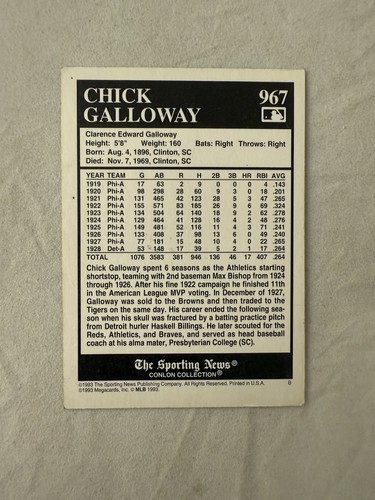 CHICK
GALLOWAY
967
Clarence Edward Galloway
Height: 5'8" Weight: 160 Bats: Right Throws: Right
Born: Aug. 4, 1896, Clinton, SC
Died: Nov. 7, 1969, Clinton, SC
YEAR TEAM G AB R H 2B 3B HR RBI AVG
1919 Phi-A 17 63 2 9 0 0 0 4 .143
1920 Phi-A 98 298 28 60 9 3 0 18 .201
1921 Phi-A 131 465 42 123 28 5 3 47 .265
1922 Phi-A 155 571 83 185 26 9 6 69 .324
1923 Phi-A 134 504 64 140 18 9 2 62 .278
1924 Phi-A 129 464 41 128 16 4 2 48 .276
1925 Phi-A 149 481 52 116 11 4 3 71 .241
1926 Phi-A 133 408 37 98 13 6 0 49 .240
1927 Phi-A 77 181 15 48 10 4 0 22 .265
1928 Det-A 53 148 17 39 5 2 1 17 .264
TOTAL 1076 3583 381 946 136 46 17 407 .264
Chick Galloway spent 6 seasons as the Athletics starting
shortstop, teaming with 2nd baseman Max Bishop from 1924
through 1926. After his fine 1922 campaign he finished 11th
in the American League MVP voting. In December of 1927,
Galloway was sold to the Browns and then traded to the
Tigers on the same day. His career ended the following sea-
son when his skull was fractured by a batting practice pitch
from Detroit hurler Haskell Billings. He later scouted for the
Reds, Athletics, and Braves, and served as head baseball
coach at his alma mater, Presbyterian College (SC).
The Sporting News®
CONLON COLLECTION®
©1993 The Sporting News Publishing Company. All Rights Reserved. Printed in U.S.A.
©1993 Megacards, Inc. © MLB 1993.
B